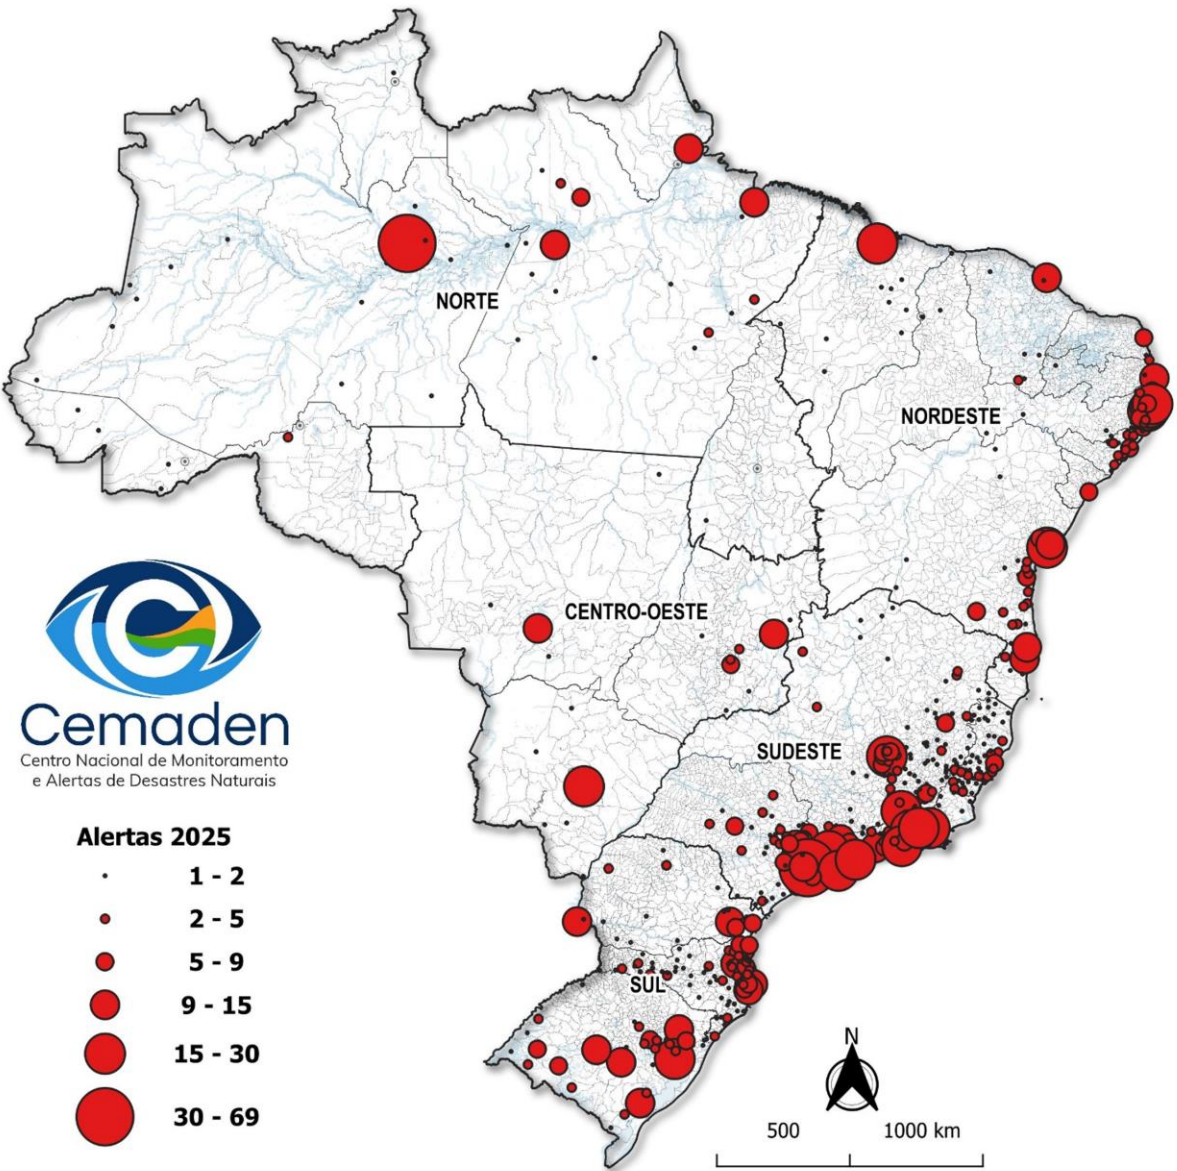 NORTE
NORDESTE
CENTRO-OESTE
SUDESTE
SUL
Cemaden
Centro Nacional de Monitoramento
e Alertas de Desastres Naturais
Alertas 2025
1 - 2
2 - 5
5 - 9
9 - 15
15 - 30
30 - 69
N
500 1000 km